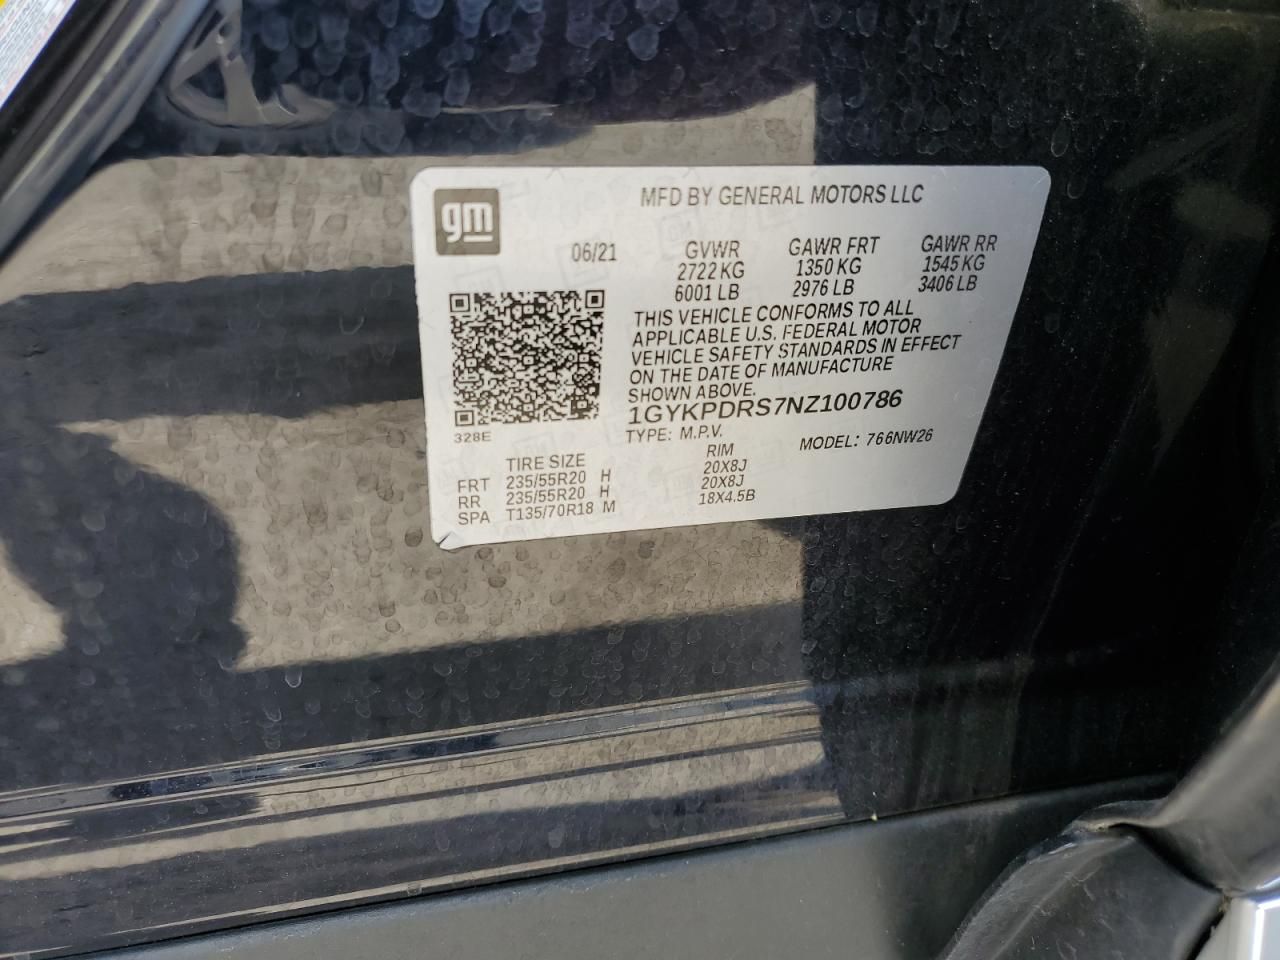 gm
MFD BY GENERAL MOTORS LLC
06/21 GVWR GAWR FRT GAWR RR
2722 KG 1350 KG 1545 KG
6001 LB 2976 LB 3406 LB
THIS VEHICLE CONFORMS TO ALL
APPLICABLE U.S. FEDERAL MOTOR
VEHICLE SAFETY STANDARDS IN EFFECT
ON THE DATE OF MANUFACTURE
SHOWN ABOVE.
1GYKPDRS7NZ100786
TYPE: M.P.V. MODEL: 766NW26
328E
TIRE SIZE RIM
FRT 235/55R20 H 20X8J
RR 235/55R20 H 20X8J
SPA T135/70R18 M 18X4.5B